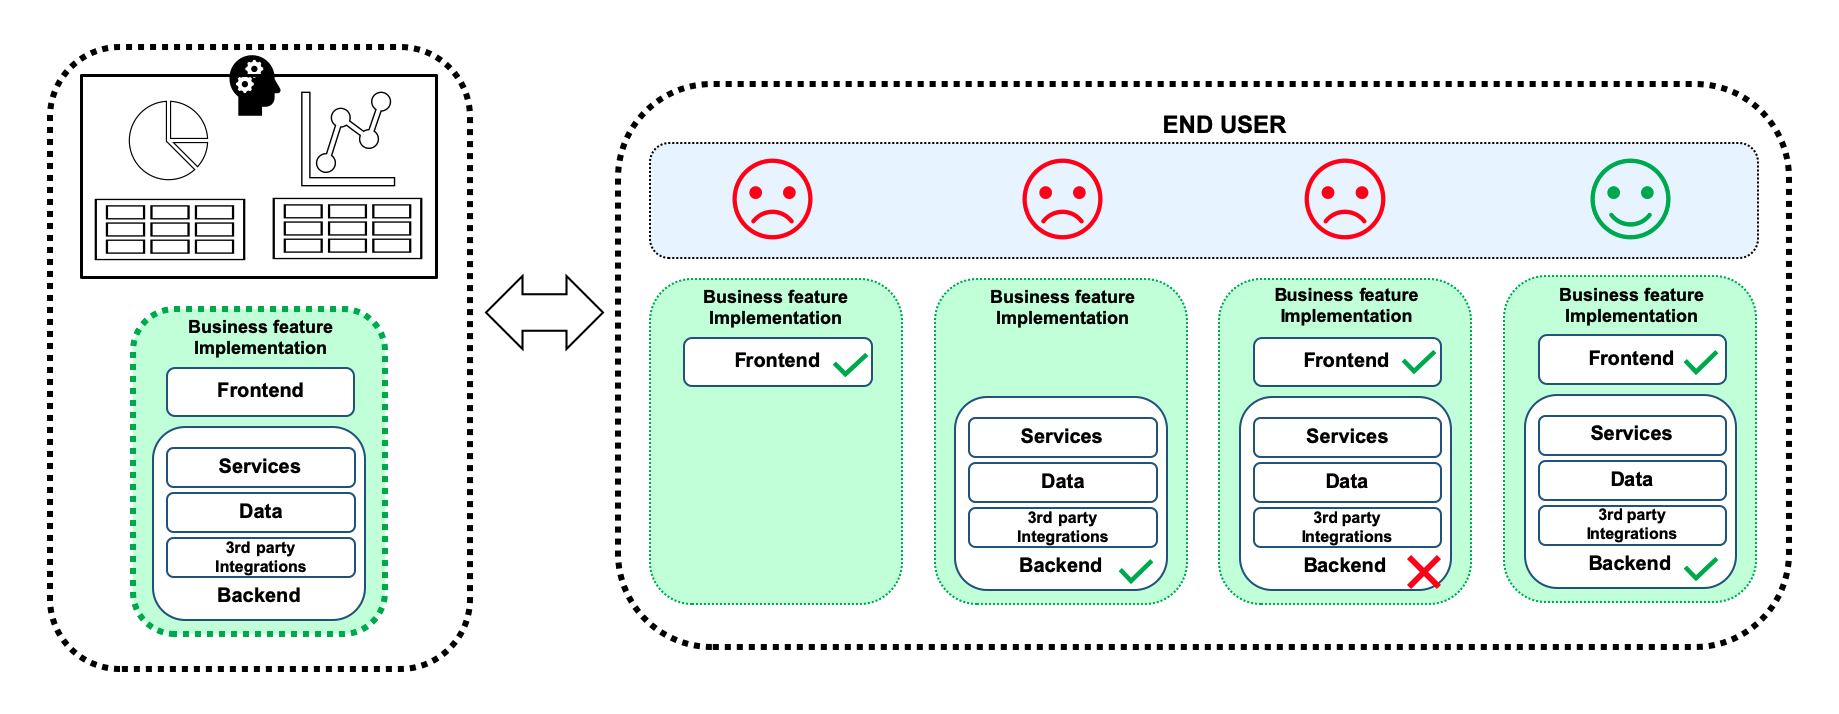 Business feature
Implementation
Frontend
Services
Data
3rd party
Integrations
Backend
END USER
Business feature
Implementation
Frontend
Business feature
Implementation
Services
Data
3rd party
Integrations
Backend
Business feature
Implementation
Frontend
Services
Data
3rd party
Integrations
Backend
Business feature
Implementation
Frontend
Services
Data
3rd party
Integrations
Backend